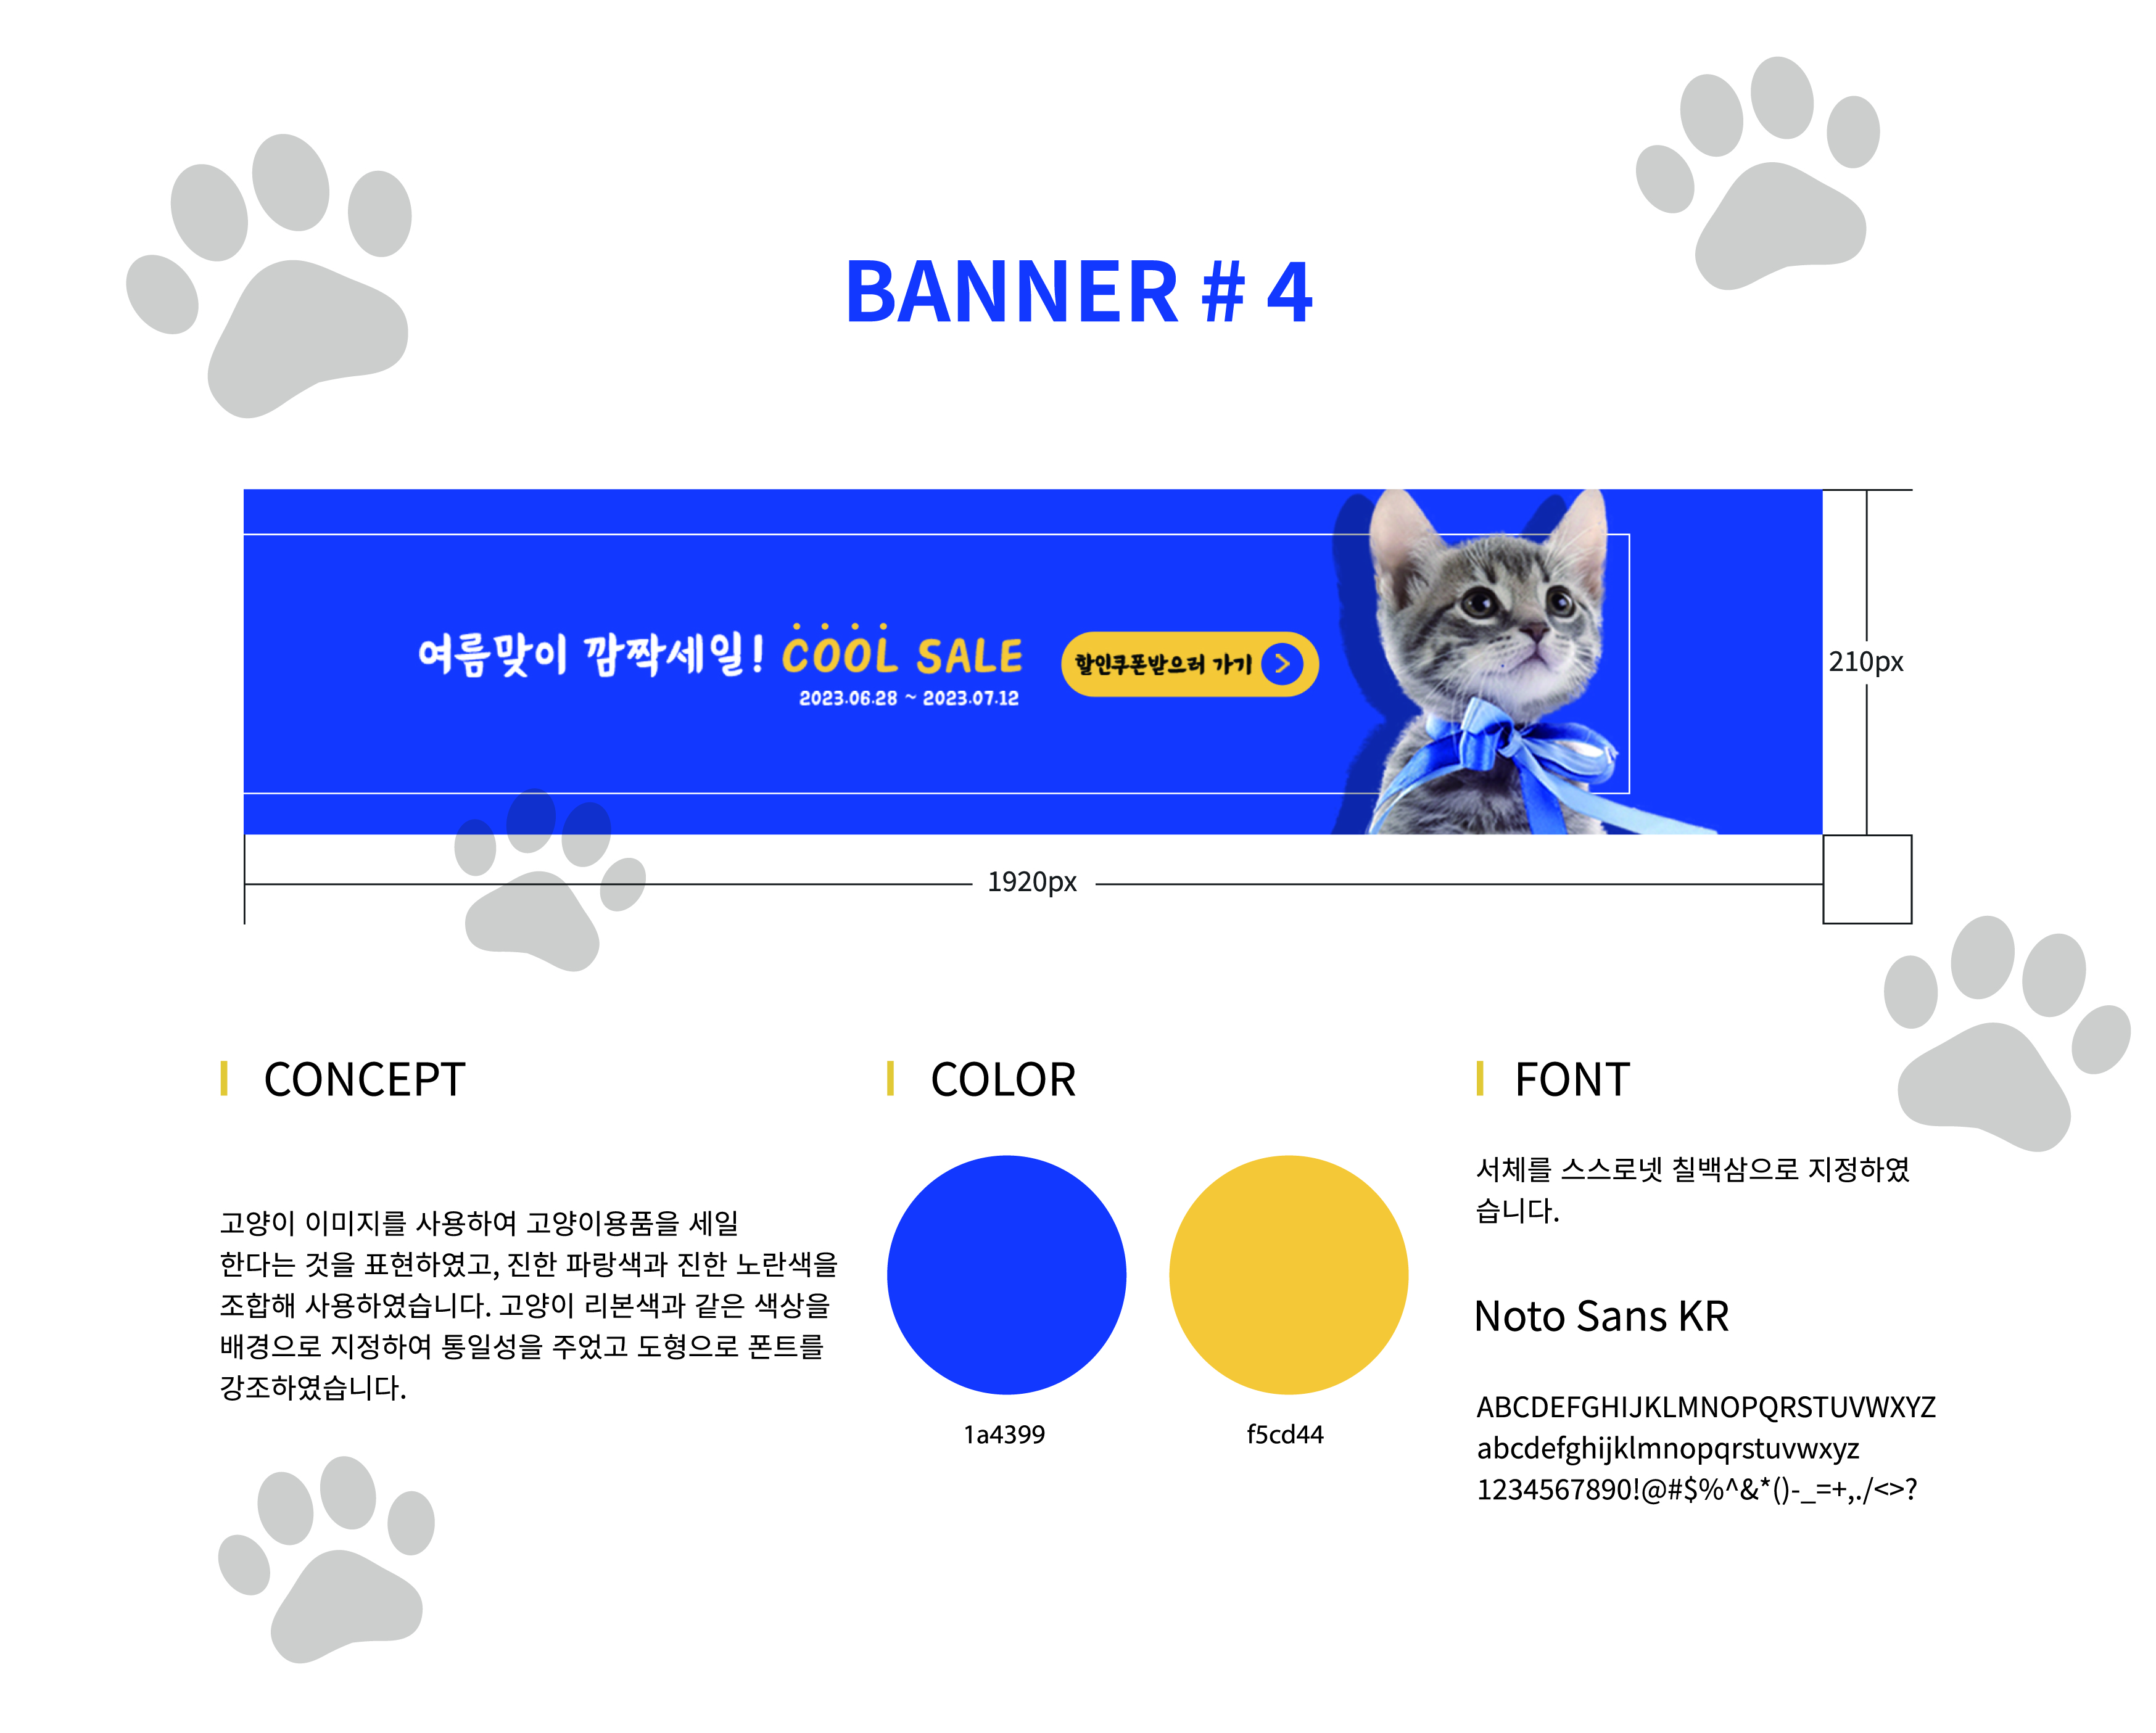 BANNER # 4
여름맞이 깜짝세일! COOL SALE
2023.06.28 ~ 2023.07.12
할인쿠폰받으러 가기 >
210px
1920px
CONCEPT
고양이 이미지를 사용하여 고양이용품을 세일
한다는 것을 표현하였고, 진한 파랑색과 진한 노란색을
조합해 사용하였습니다. 고양이 리본색과 같은 색상을
배경으로 지정하여 통일성을 주었고 도형으로 폰트를
강조하였습니다.
COLOR
1a4399
f5cd44
FONT
서체를 스스로넷 칠백삼으로 지정하였
습니다.
Noto Sans KR
ABCDEFGHIJKLMNOPQRSTUVWXYZ
abcdefghijklmnopqrstuvwxyz
1234567890!@#$%^&*()-_=+,./<>?